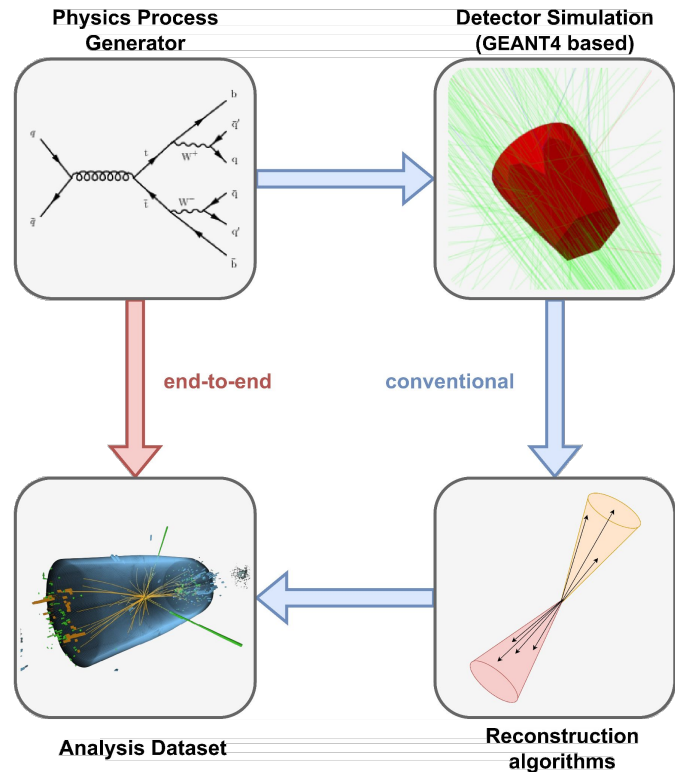 Physics Process
Generator
Detector Simulation
(GEANT4 based)
q
q̄
t
t̄
W⁺
W⁻
b
q̄'
q
q̄
q'
b̄
end-to-end
conventional
Analysis Dataset
Reconstruction
algorithms